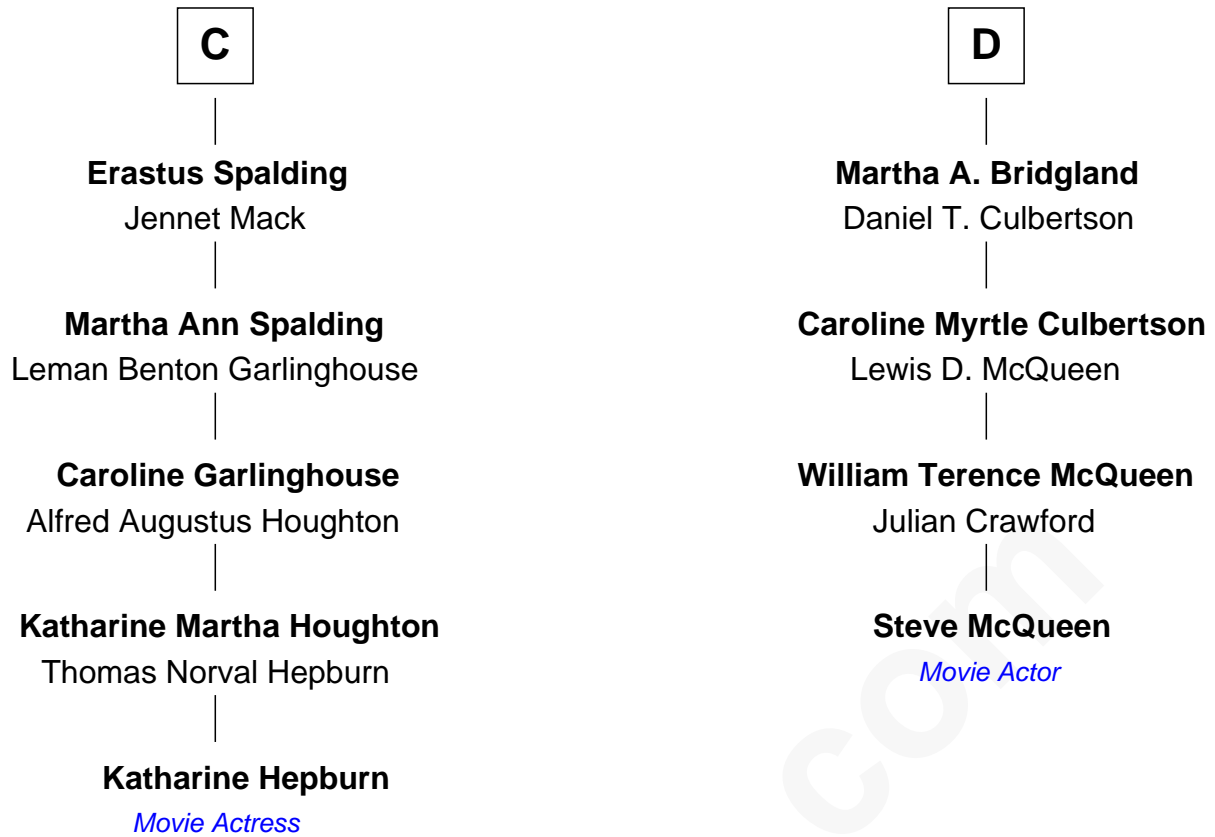 C
Erastus Spalding
Jennet Mack
Martha Ann Spalding
Leman Benton Garlinghouse
Caroline Garlinghouse
Alfred Augustus Houghton
Katharine Martha Houghton
Thomas Norval Hepburn
Katharine Hepburn
Movie Actress
D
Martha A. Bridgland
Daniel T. Culbertson
Caroline Myrtle Culbertson
Lewis D. McQueen
William Terence McQueen
Julian Crawford
Steve McQueen
Movie Actor
com